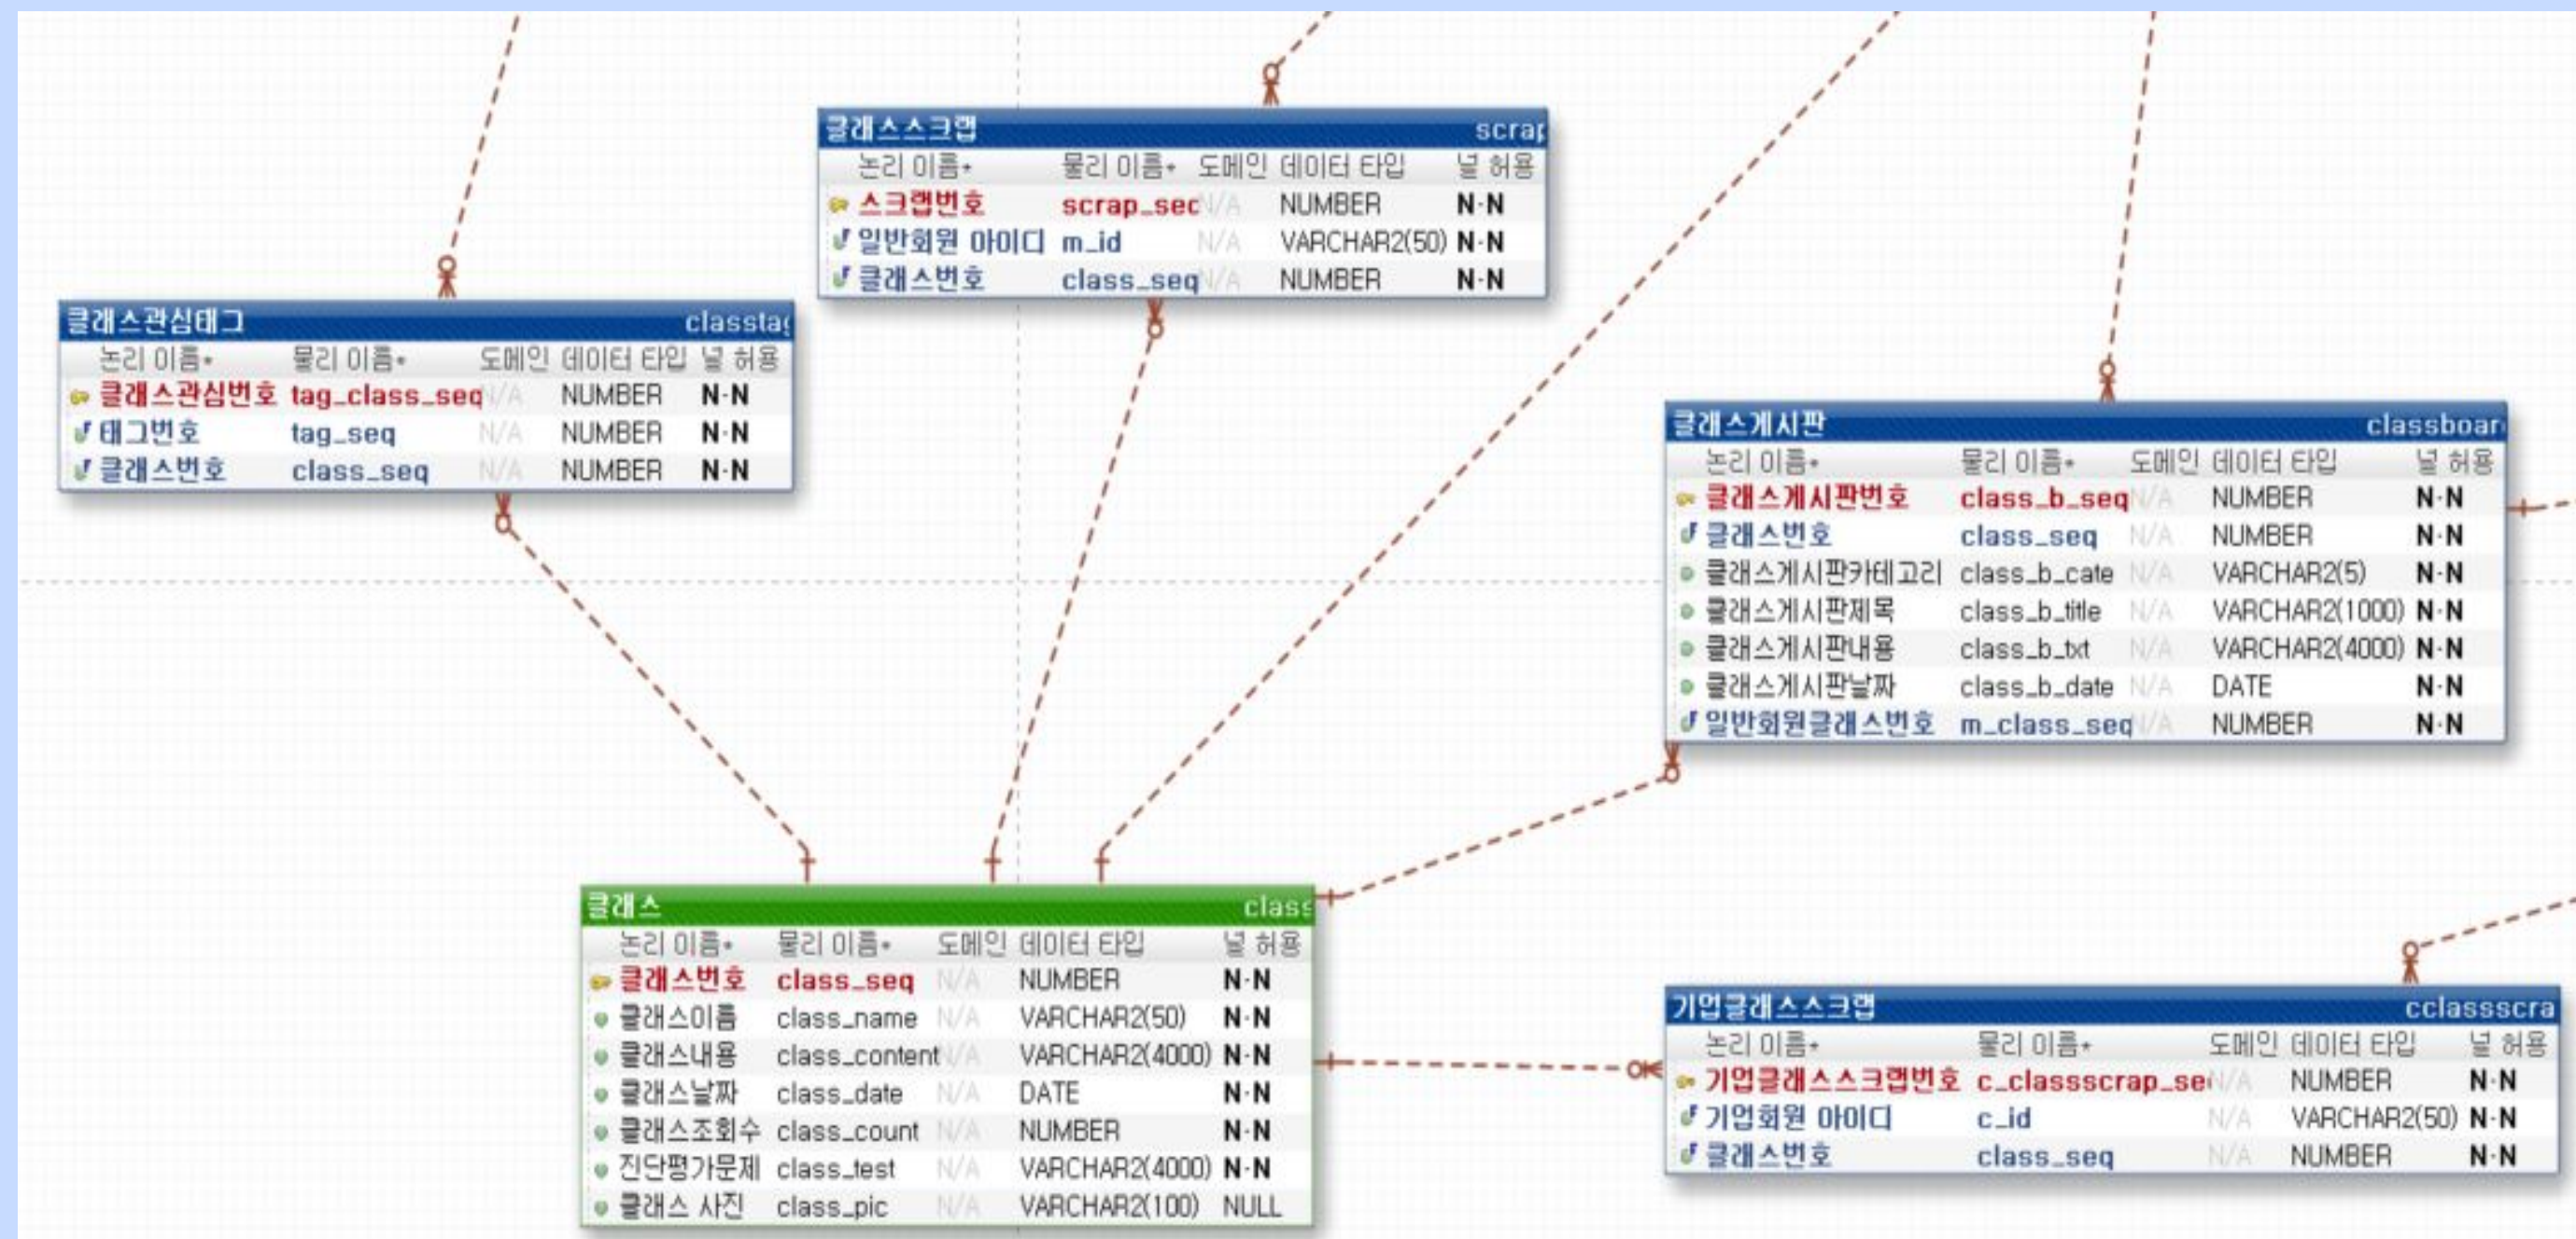 클래스스크랩 scrap
논리 이름* 물리 이름* 도메인 데이터 타입 널 허용
스크랩번호 scrap_sec N/A NUMBER N·N
일반회원 아이디 m_id N/A VARCHAR2(50) N·N
클래스번호 class_seq N/A NUMBER N·N
클래스관심태그 classtag
논리 이름* 물리 이름* 도메인 데이터 타입 널 허용
클래스관심번호 tag_class_seq N/A NUMBER N·N
태그번호 tag_seq N/A NUMBER N·N
클래스번호 class_seq N/A NUMBER N·N
클래스게시판 classboar
논리 이름* 물리 이름* 도메인 데이터 타입 널 허용
클래스게시판번호 class_b_seq N/A NUMBER N·N
클래스번호 class_seq N/A NUMBER N·N
클래스게시판카테고리 class_b_cate N/A VARCHAR2(5) N·N
클래스게시판제목 class_b_title N/A VARCHAR2(1000) N·N
클래스게시판내용 class_b_txt N/A VARCHAR2(4000) N·N
클래스게시판날짜 class_b_date N/A DATE N·N
일반회원클래스번호 m_class_seq N/A NUMBER N·N
클래스 class
논리 이름* 물리 이름* 도메인 데이터 타입 널 허용
클래스번호 class_seq N/A NUMBER N·N
클래스이름 class_name N/A VARCHAR2(50) N·N
클래스내용 class_content N/A VARCHAR2(4000) N·N
클래스날짜 class_date N/A DATE N·N
클래스조회수 class_count N/A NUMBER N·N
진단평가문제 class_test N/A VARCHAR2(4000) N·N
클래스 사진 class_pic N/A VARCHAR2(100) NULL
기업클래스스크랩 cclassscra
논리 이름* 물리 이름* 도메인 데이터 타입 널 허용
기업클래스스크랩번호 c_classscrap_se N/A NUMBER N·N
기업회원 아이디 c_id N/A VARCHAR2(50) N·N
클래스번호 class_seq N/A NUMBER N·N